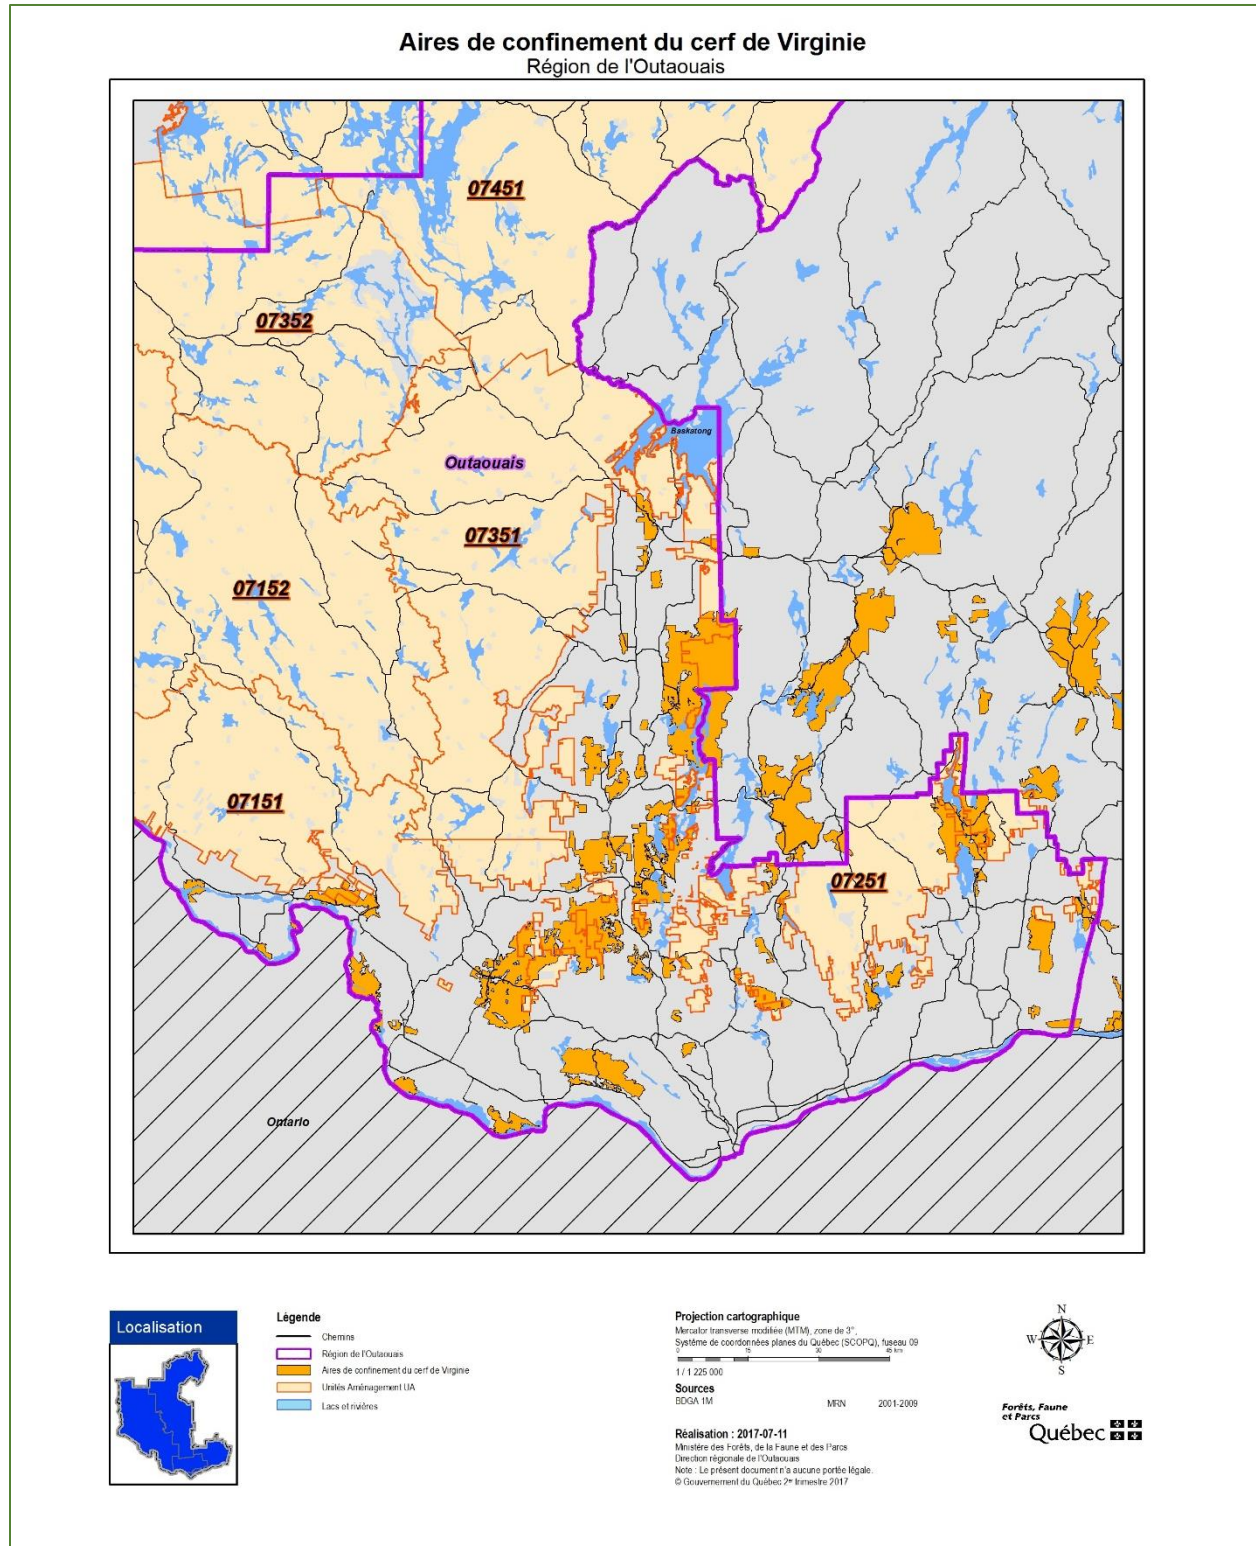 Aires de confinement du cerf de Virginie
Région de l'Outaouais
07451
07352
Baskatong
Outaouais
07351
07152
07151
07251
Ontario
Localisation
Légende
Chemins
Région de l'Outaouais
Aires de confinement du cerf de Virginie
Unités Aménagement UA
Lacs et rivières
Projection cartographique
Mercator transverse modifiée (MTM), zone de 3°,
Système de coordonnées planes du Québec (SCOPQ), fuseau 09
0 15 30 45 km
1 / 1 225 000
Sources
BDGA 1M MRN 2001-2009
Réalisation : 2017-07-11
Ministère des Forêts, de la Faune et des Parcs
Direction régionale de l'Outaouais
Note : Le présent document n'a aucune portée légale.
© Gouvernement du Québec 2e trimestre 2017
N
W E
S
Forêts, Faune
et Parcs
Québec